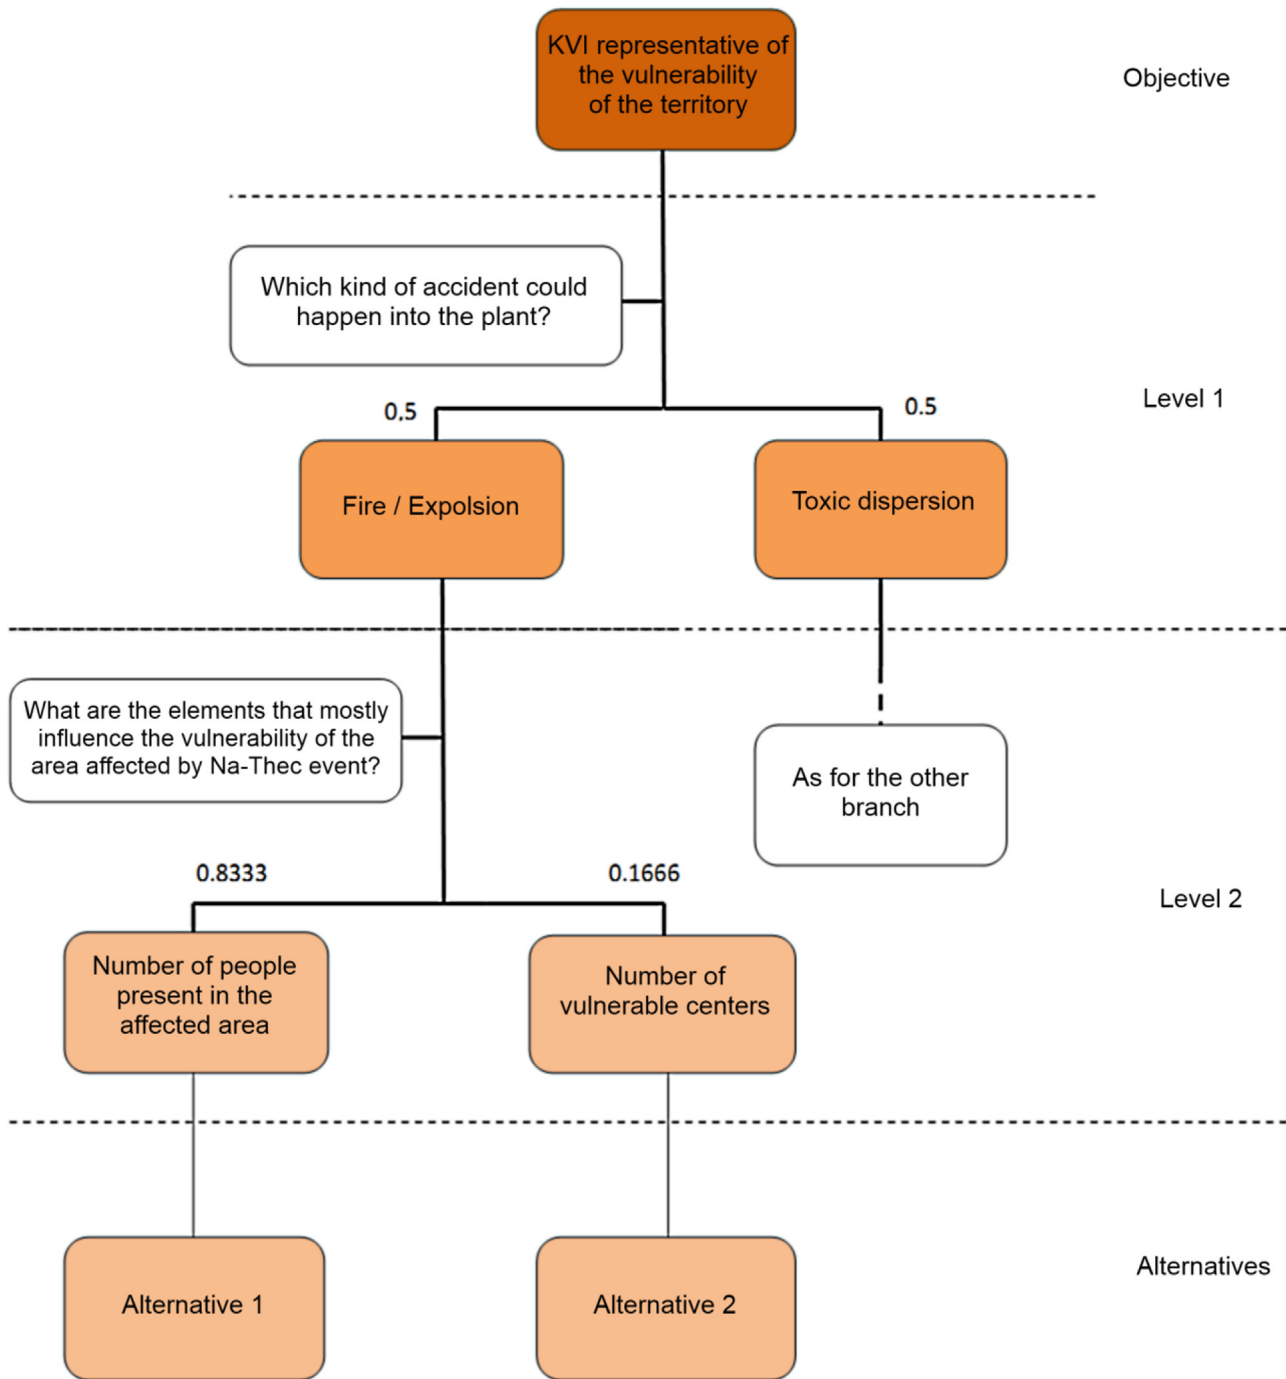 KVI representative of
the vulnerability
of the territory
Objective
Which kind of accident could
happen into the plant?
Level 1
0,5
0.5
Fire / Expolsion
Toxic dispersion
What are the elements that mostly
influence the vulnerability of the
area affected by Na-Thec event?
As for the other
branch
0.8333
0.1666
Level 2
Number of people
present in the
affected area
Number of
vulnerable centers
Alternatives
Alternative 1
Alternative 2